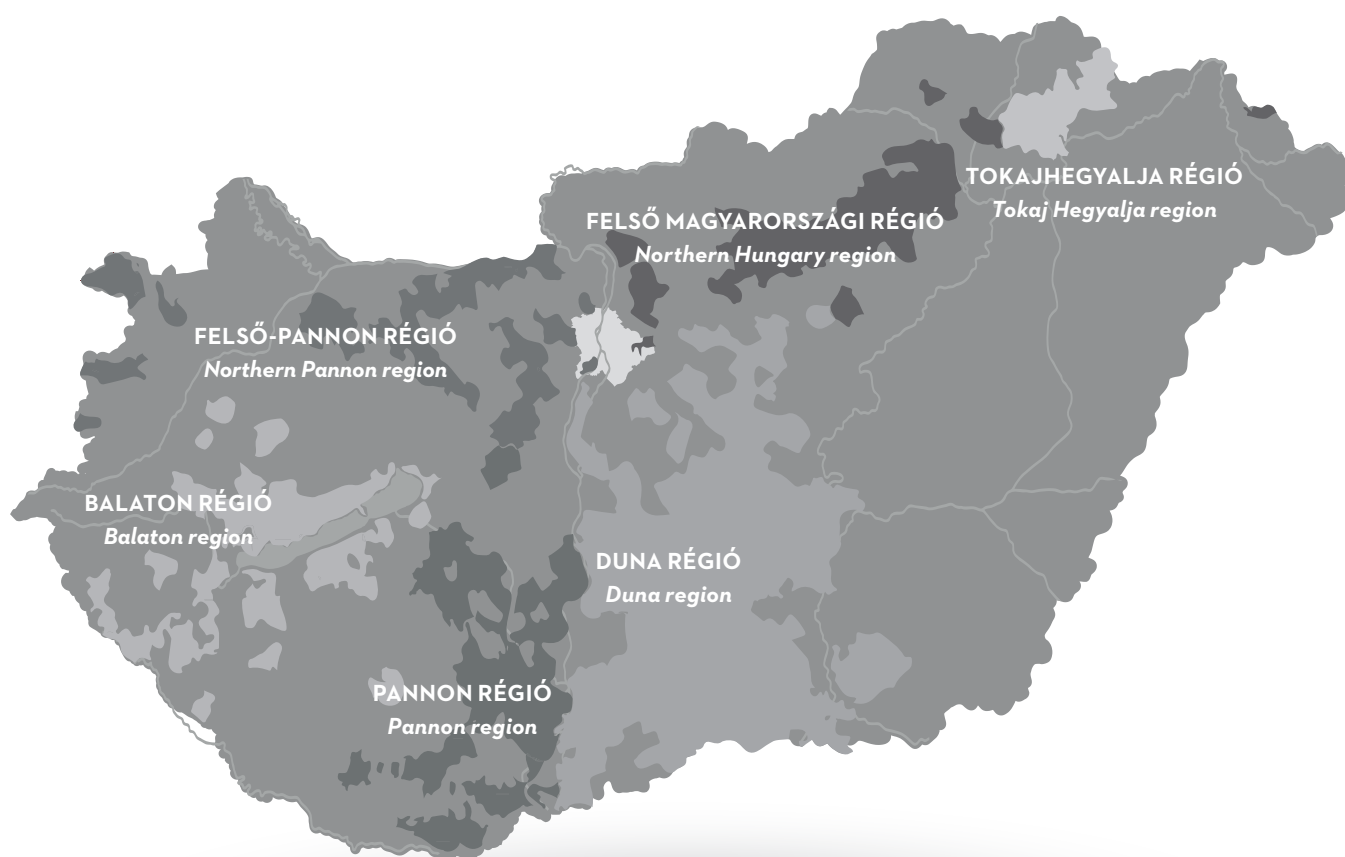 TOKAJHEGYALJA RÉGIÓ
Tokaj Hegyalja region
FELSŐ MAGYARORSZÁGI RÉGIÓ
Northern Hungary region
FELSŐ-PANNON RÉGIÓ
Northern Pannon region
BALATON RÉGIÓ
Balaton region
DUNA RÉGIÓ
Duna region
PANNON RÉGIÓ
Pannon region